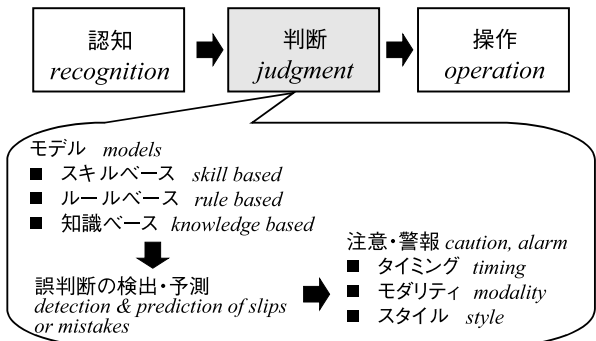 認知
recognition
判断
judgment
操作
operation
モデル models
■ スキルベース skill based
■ ルールベース rule based
■ 知識ベース knowledge based
誤判断の検出・予測
detection & prediction of slips
or mistakes
注意・警報 caution, alarm
■ タイミング timing
■ モダリティ modality
■ スタイル style